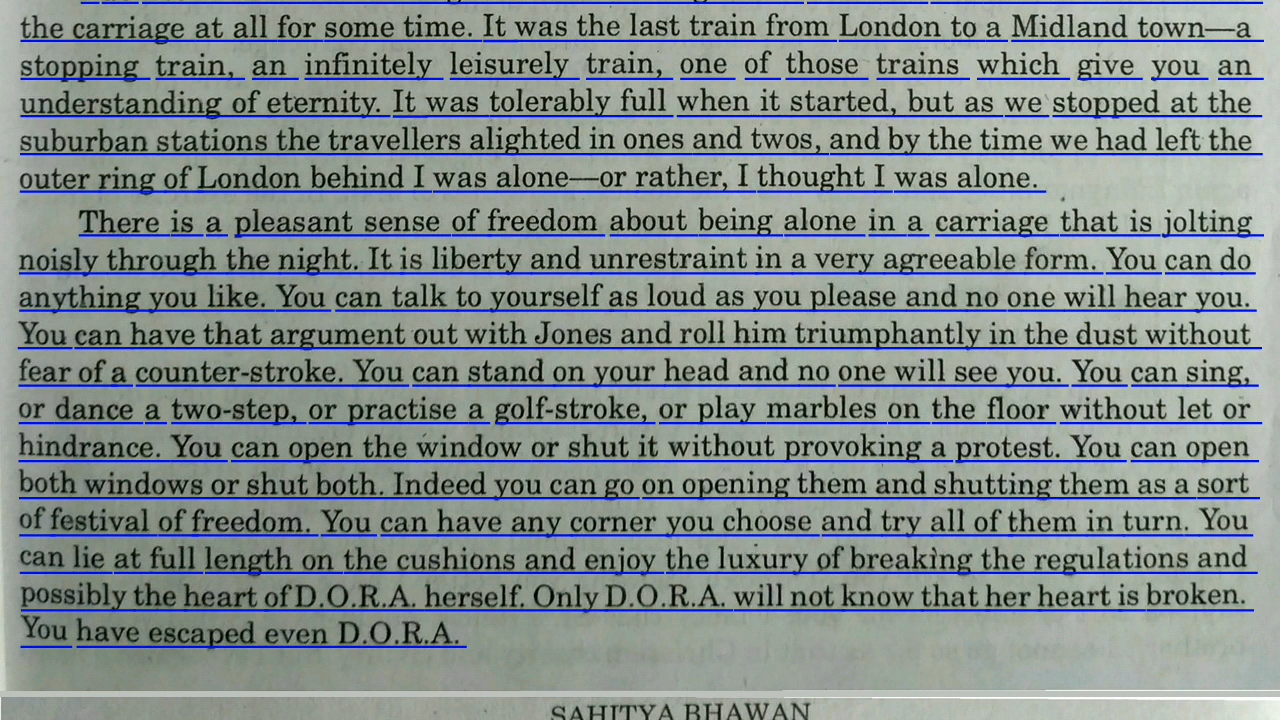 the carriage at all for some time. It was the last train from London to a Midland town—a
stopping train, an infinitely leisurely train, one of those trains which give you an
understanding of eternity. It was tolerably full when it started, but as we stopped at the
suburban stations the travellers alighted in ones and twos, and by the time we had left the
outer ring of London behind I was alone—or rather, I thought I was alone.
There is a pleasant sense of freedom about being alone in a carriage that is jolting
noisly through the night. It is liberty and unrestraint in a very agreeable form. You can do
anything you like. You can talk to yourself as loud as you please and no one will hear you.
You can have that argument out with Jones and roll him triumphantly in the dust without
fear of a counter-stroke. You can stand on your head and no one will see you. You can sing,
or dance a two-step, or practise a golf-stroke, or play marbles on the floor without let or
hindrance. You can open the window or shut it without provoking a protest. You can open
both windows or shut both. Indeed you can go on opening them and shutting them as a sort
of festival of freedom. You can have any corner you choose and try all of them in turn. You
can lie at full length on the cushions and enjoy the luxury of breaking the regulations and
possibly the heart of D.O.R.A. herself. Only D.O.R.A. will not know that her heart is broken.
You have escaped even D.O.R.A.
SAHITYA BHAWAN